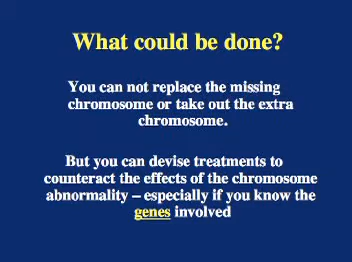 What could be done?
You can not replace the missing
chromosome or take out the extra
chromosome.
But you can devise treatments to
counteract the effects of the chromosome
abnormality – especially if you know the
genes involved